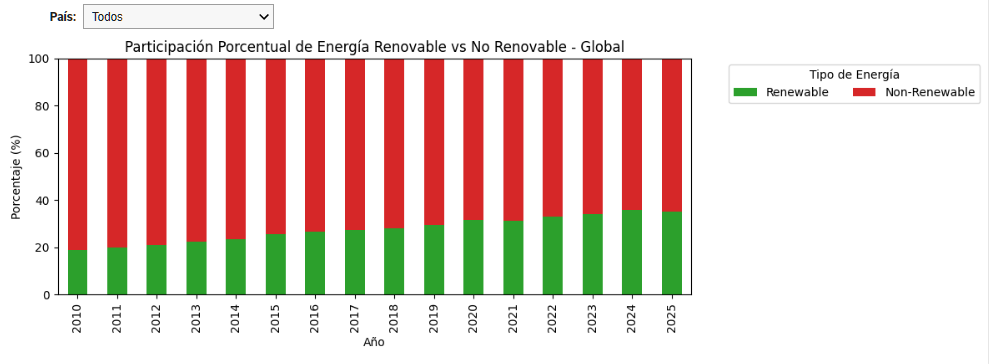 País: Todos
Participación Porcentual de Energía Renovable vs No Renovable - Global
Tipo de Energía
Renewable Non-Renewable
Porcentaje (%)
100
80
60
40
20
0
2010 2011 2012 2013 2014 2015 2016 2017 2018 2019 2020 2021 2022 2023 2024 2025
Año